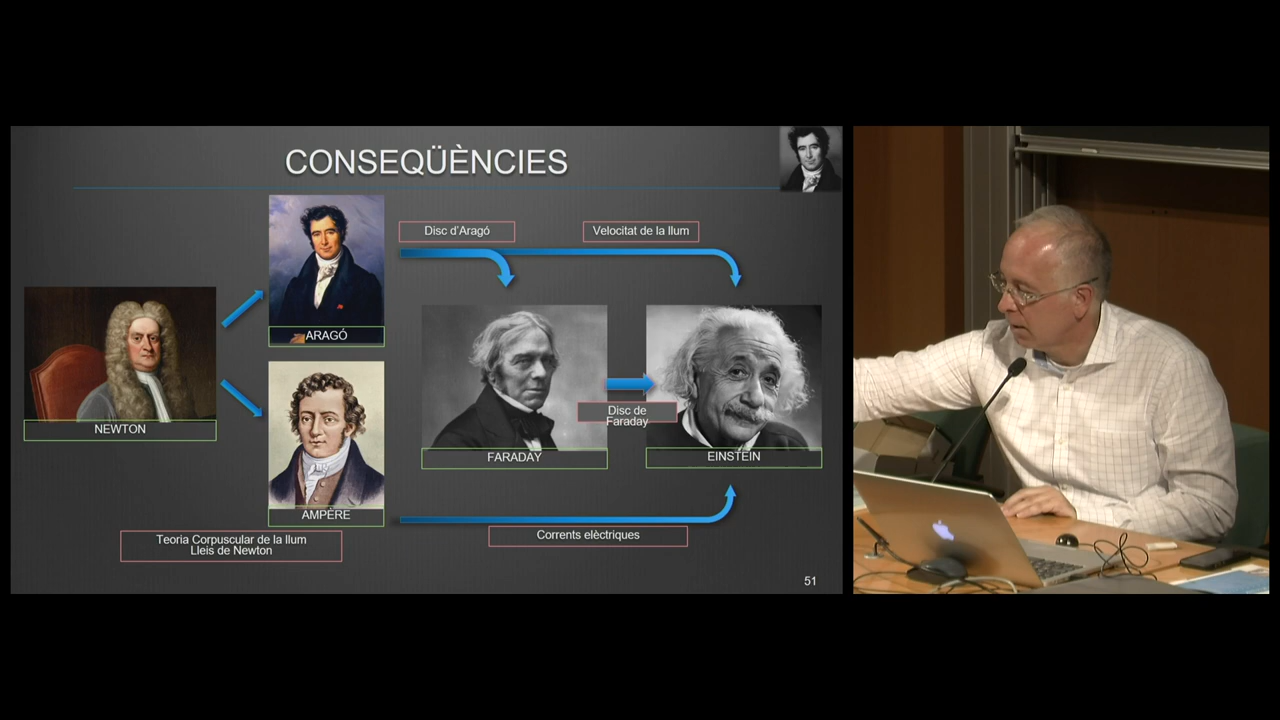 CONSEQÜÈNCIES
Disc d'Aragó
Velocitat de la llum
ARAGÓ
NEWTON
Disc de
Faraday
FARADAY
EINSTEIN
AMPÈRE
Corrents elèctriques
Teoria Corpuscular de la llum
Lleis de Newton
51